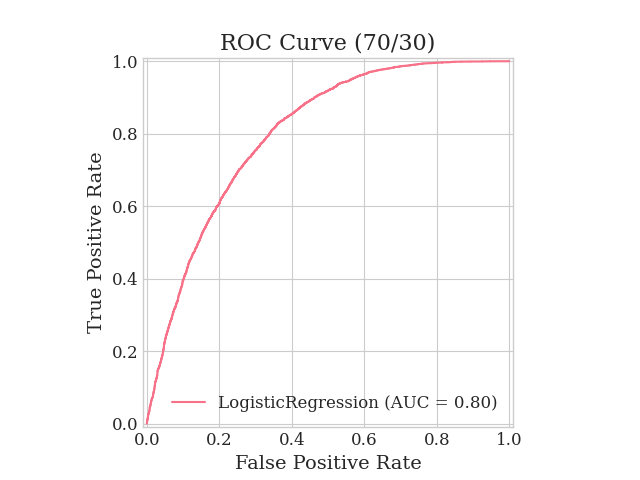 ROC Curve (70/30)
True Positive Rate
1.0
0.8
0.6
0.4
0.2
0.0
LogisticRegression (AUC = 0.80)
0.0 0.2 0.4 0.6 0.8 1.0
False Positive Rate